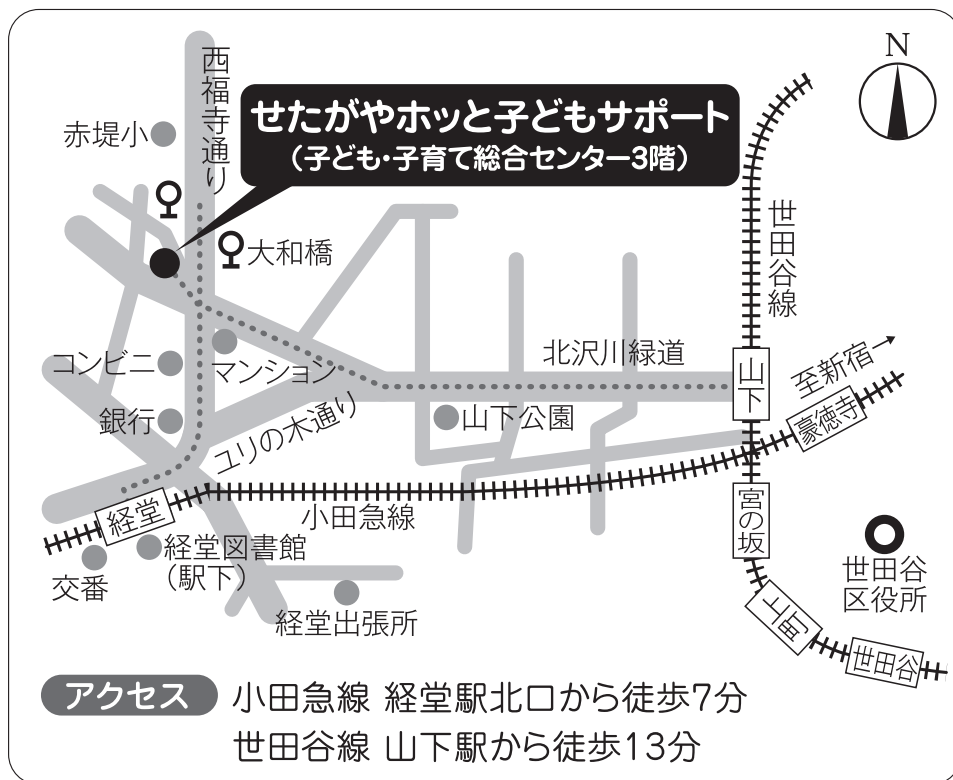 N
西福寺通り
せたがやホッと子どもサポート
（子ども・子育て総合センター3階）
赤堤小
大和橋
世田谷線
コンビニ
マンション
北沢川緑道
山下
至新宿→
銀行
ユリの木通り
山下公園
豪徳寺
経堂
小田急線
宮の坂
交番
経堂図書館
（駅下）
経堂出張所
世田谷
区役所
上町
世田谷
アクセス
小田急線 経堂駅北口から徒歩7分
世田谷線 山下駅から徒歩13分